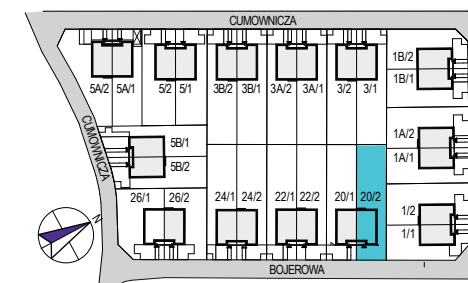 CUMOWNICZA
5A/2 5A/1 5/2 5/1 3B/2 3B/1 3A/2 3A/1 3/2 3/1
1B/2
1B/1
CUMOWNICZA
5B/1
5B/2
1A/2
1A/1
26/1 26/2 24/1 24/2 22/1 22/2 20/1 20/2
1/2
1/1
N
BOJEROWA